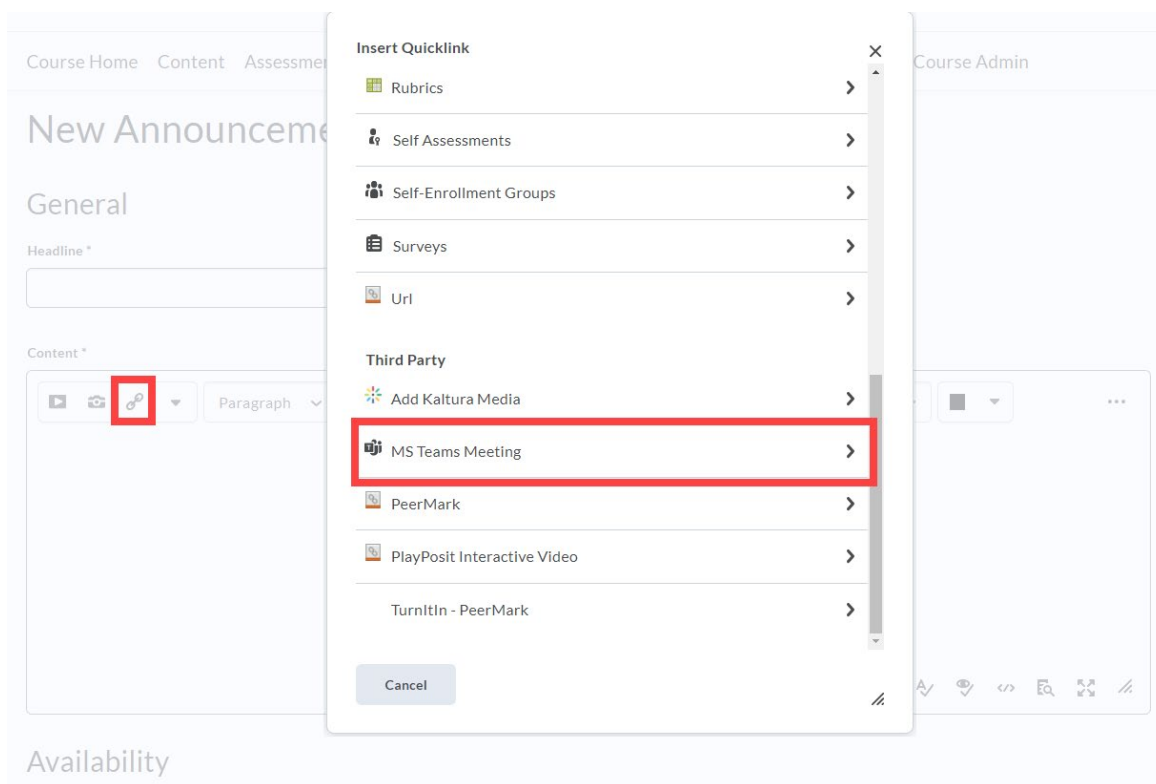 Insert Quicklink
Course Home Content Course Admin
Rubrics
New
Self Assessments
General
Self-Enrollment Groups
Headline *
Surveys
Url
Content *
Third Party
Add Kaltura Media
Paragraph
MS Teams Meeting
PeerMark
PlayPosit Interactive Video
TurnItIn - PeerMark
Cancel
Availability